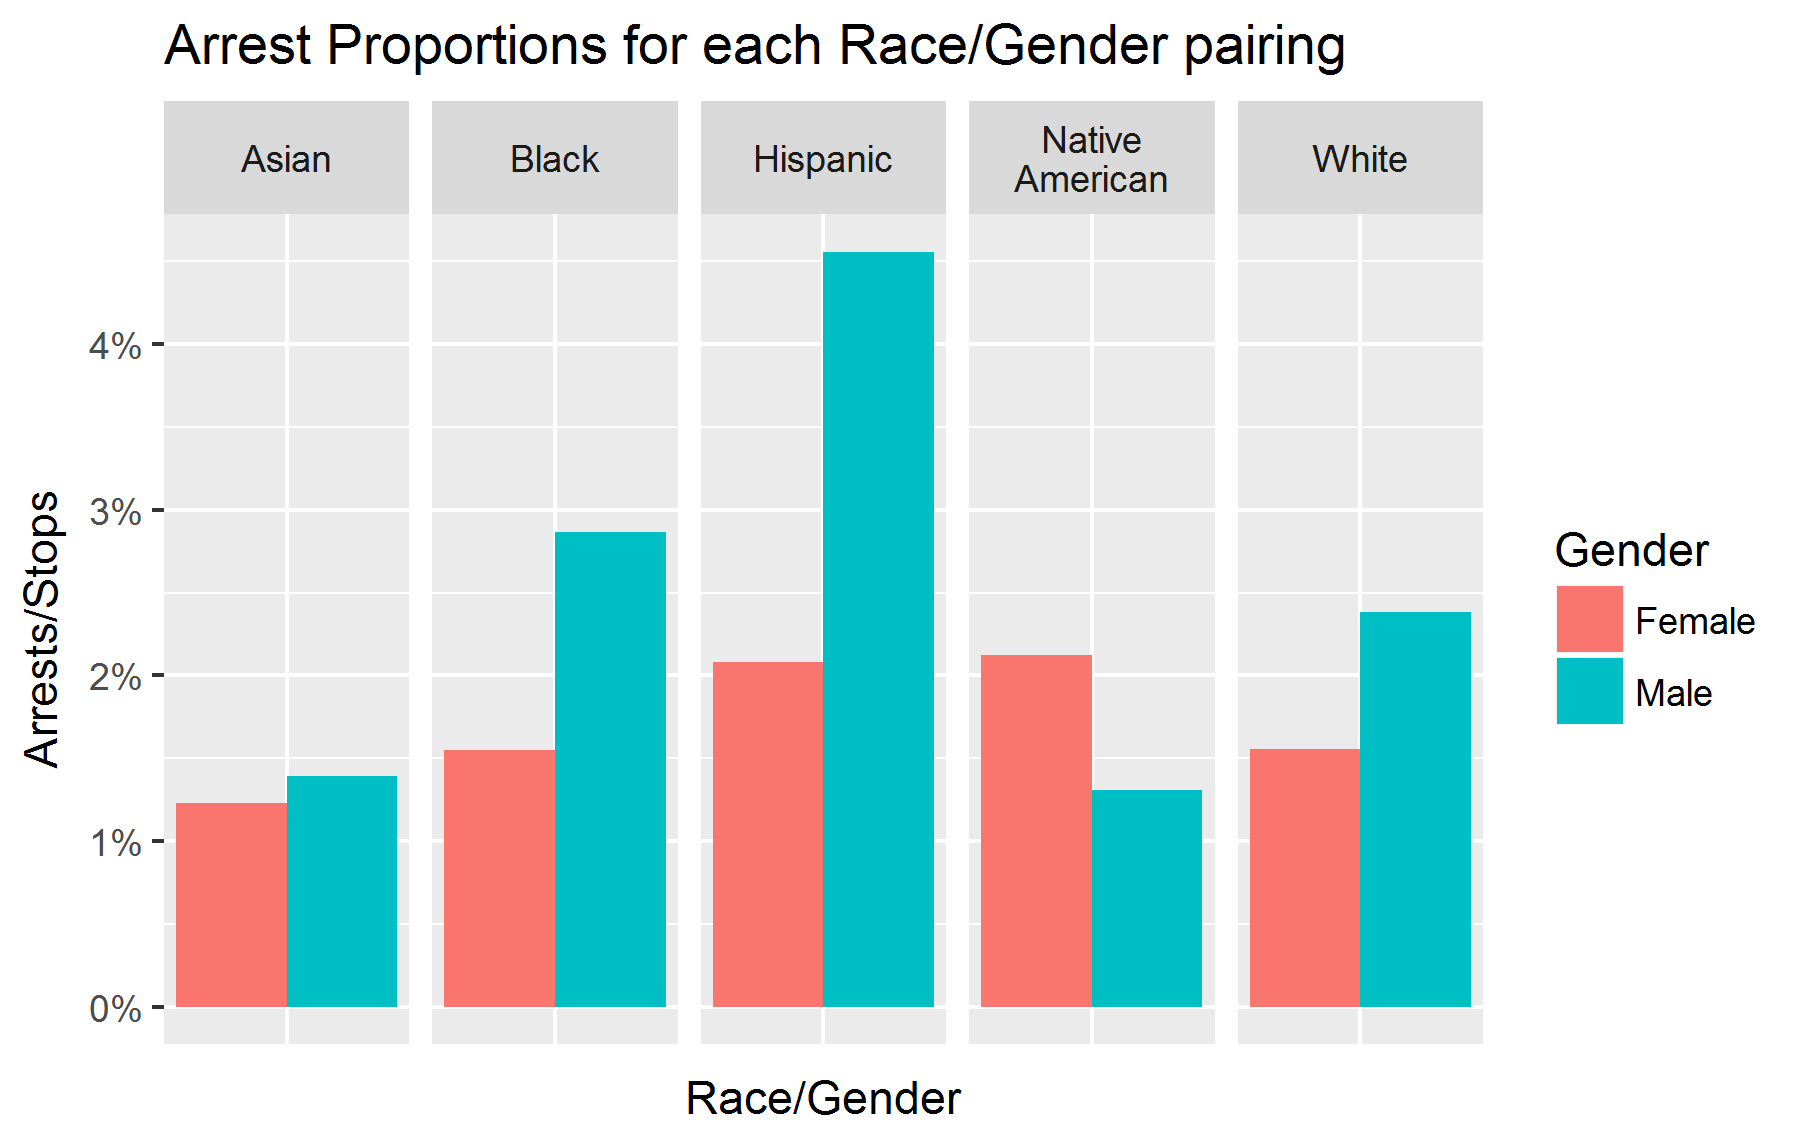 Arrest Proportions for each Race/Gender pairing
Asian
Black
Hispanic
Native
American
White
4%
3%
2%
1%
0%
Arrests/Stops
Race/Gender
Gender
Female
Male